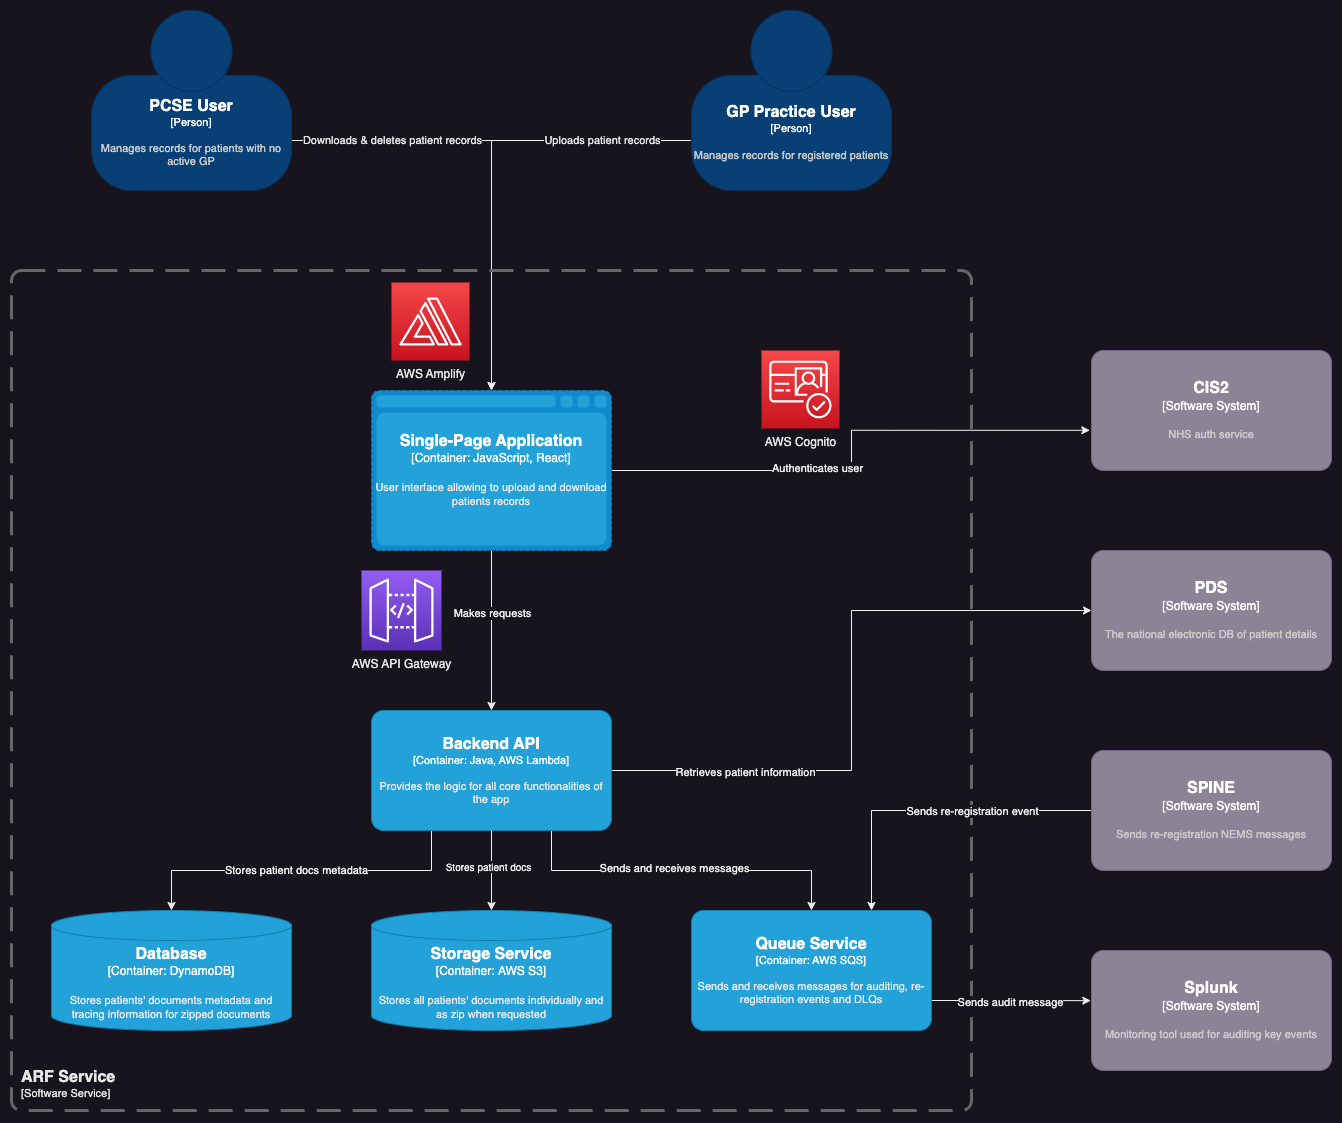 PCSE User
[Person]
Manages records for patients with no
active GP
Downloads & deletes patient records
Uploads patient records
GP Practice User
[Person]
Manages records for registered patients
AWS Amplify
Single-Page Application
[Container: JavaScript, React]
User interface allowing to upload and download
patients records
AWS Cognito
Authenticates user
CIS2
[Software System]
NHS auth service
AWS API Gateway
Makes requests
PDS
[Software System]
The national electronic DB of patient details
Backend API
[Container: Java, AWS Lambda]
Provides the logic for all core functionalities of
the app
Retrieves patient information
SPINE
[Software System]
Sends re-registration NEMS messages
Sends re-registration event
Stores patient docs metadata
Stores patient docs
Sends and receives messages
Database
[Container: DynamoDB]
Stores patients' documents metadata and
tracing information for zipped documents
Storage Service
[Container: AWS S3]
Stores all patients' documents individually and
as zip when requested
Queue Service
[Container: AWS SQS]
Sends and receives messages for auditing, re-
registration events and DLQs
Sends audit message
Splunk
[Software System]
Monitoring tool used for auditing key events
ARF Service
[Software Service]